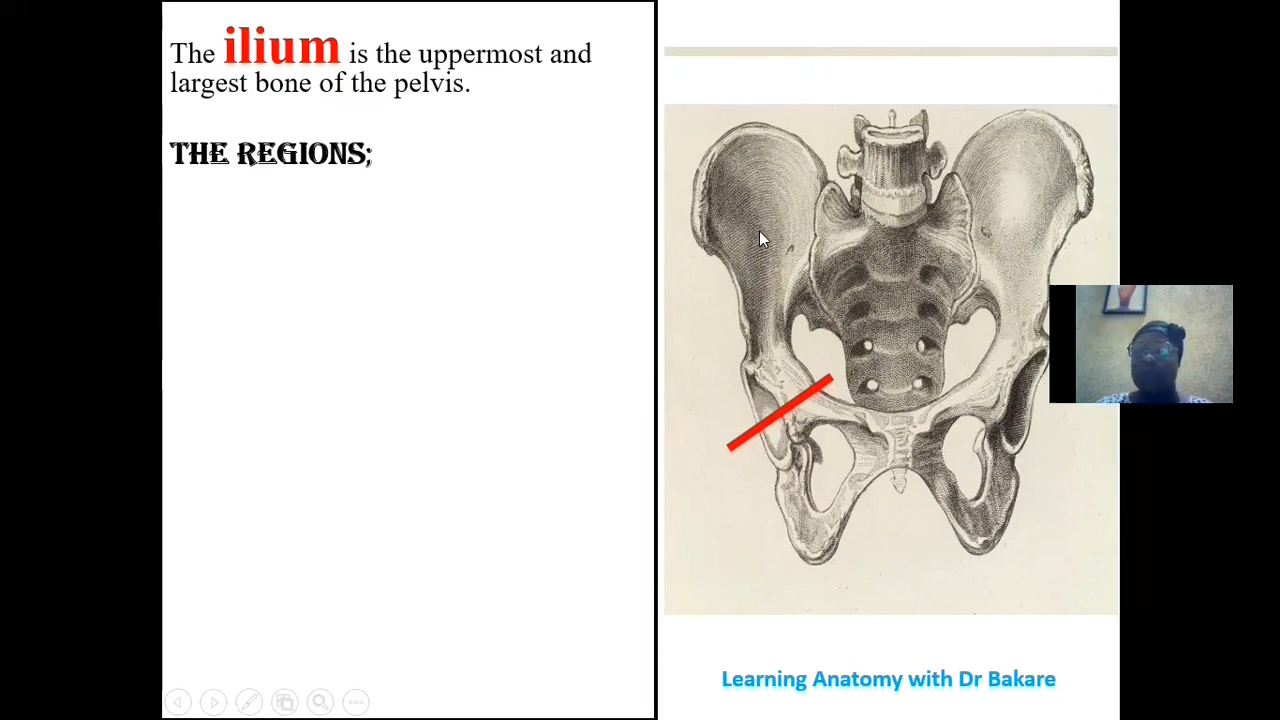 The ilium is the uppermost and
largest bone of the pelvis.
THE REGIONS;
Learning Anatomy with Dr Bakare